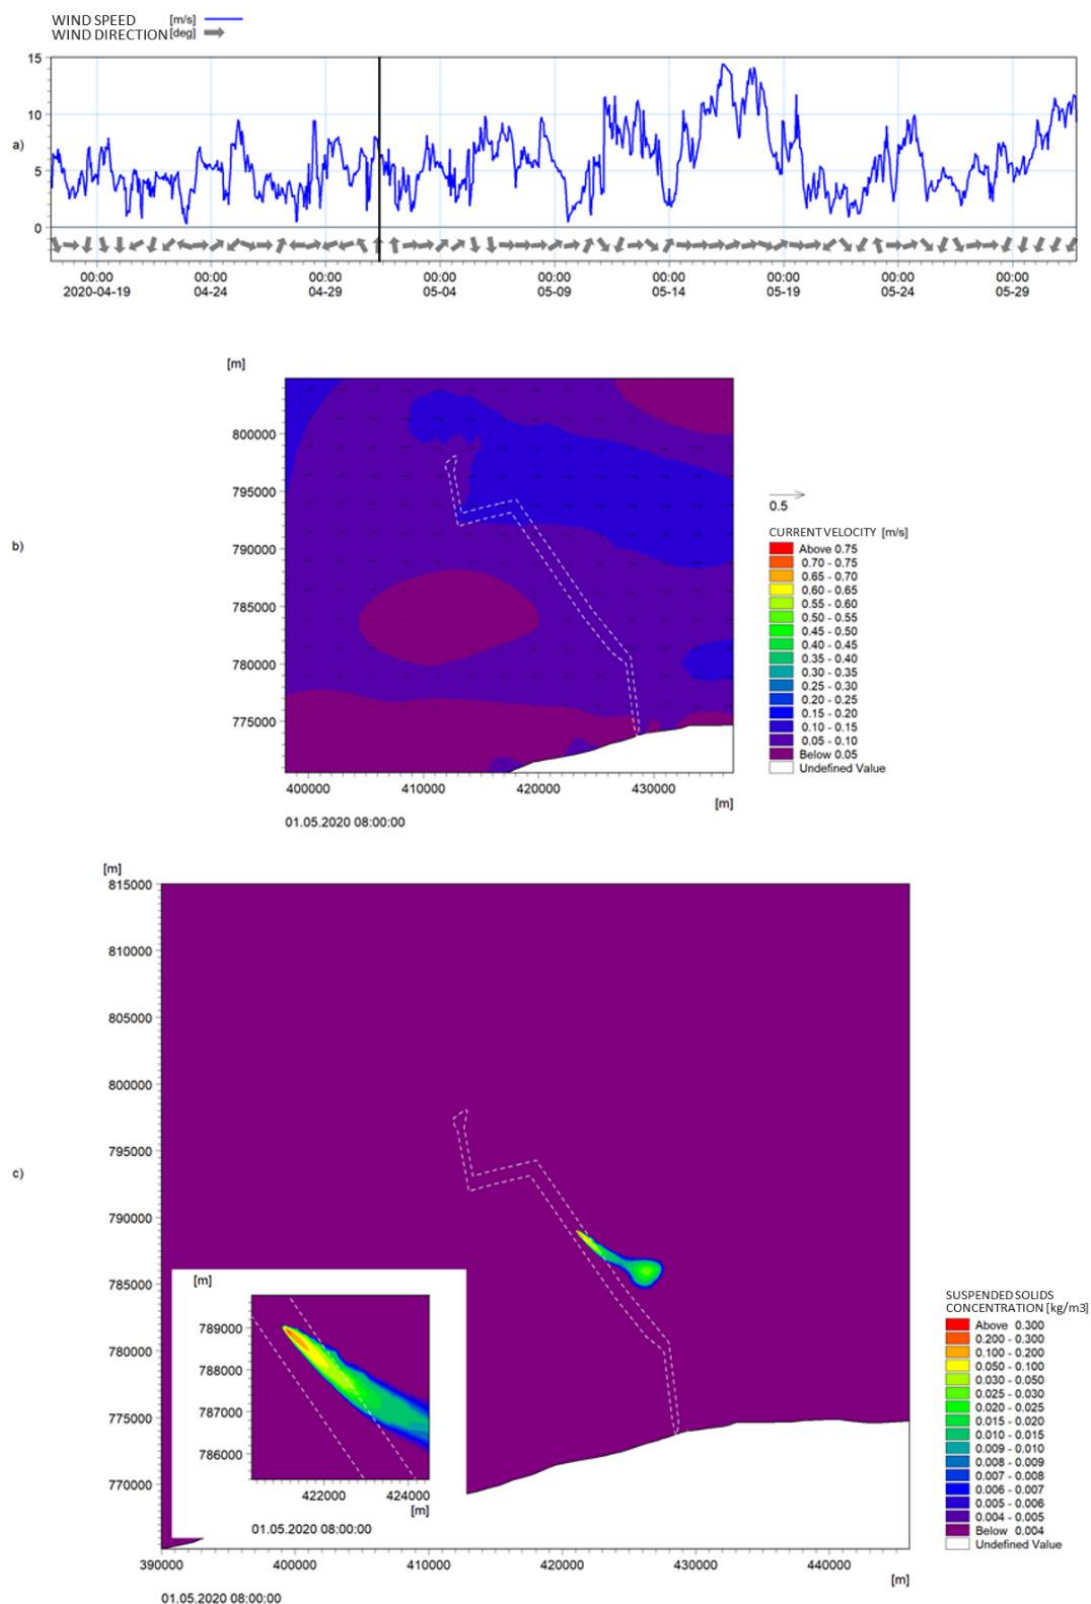 WIND SPEED [m/s]
WIND DIRECTION [deg]
a)
15
10
5
0
00:00 00:00 00:00 00:00 00:00 00:00 00:00 00:00 00:00
2020-04-19 04-24 04-29 05-04 05-09 05-14 05-19 05-24 05-29
b)
[m]
800000
795000
790000
785000
780000
775000
400000 410000 420000 430000
[m]
01.05.2020 08:00:00
0.5
CURRENT VELOCITY [m/s]
Above 0.75
0.70 - 0.75
0.65 - 0.70
0.60 - 0.65
0.55 - 0.60
0.50 - 0.55
0.45 - 0.50
0.40 - 0.45
0.35 - 0.40
0.30 - 0.35
0.25 - 0.30
0.20 - 0.25
0.15 - 0.20
0.10 - 0.15
0.05 - 0.10
Below 0.05
Undefined Value
c)
[m]
815000
810000
805000
800000
795000
790000
785000
780000
775000
770000
390000 400000 410000 420000 430000 440000
[m]
01.05.2020 08:00:00
[m]
789000
788000
787000
786000
422000 424000
[m]
01.05.2020 08:00:00
SUSPENDED SOLIDS
CONCENTRATION [kg/m3]
Above 0.300
0.200 - 0.300
0.100 - 0.200
0.050 - 0.100
0.030 - 0.050
0.025 - 0.030
0.020 - 0.025
0.015 - 0.020
0.010 - 0.015
0.009 - 0.010
0.008 - 0.009
0.007 - 0.008
0.006 - 0.007
0.005 - 0.006
0.004 - 0.005
Below 0.004
Undefined Value